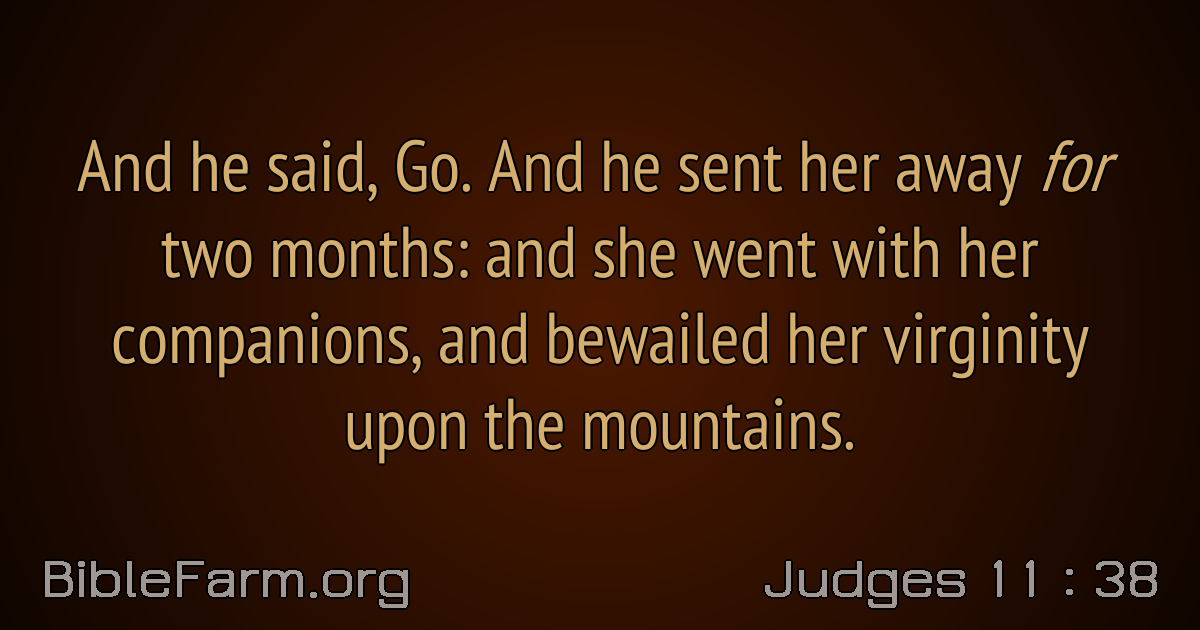 And he said, Go. And he sent her away for
two months: and she went with her
companions, and bewailed her virginity
upon the mountains.
BibleFarm.org
Judges 11 : 38